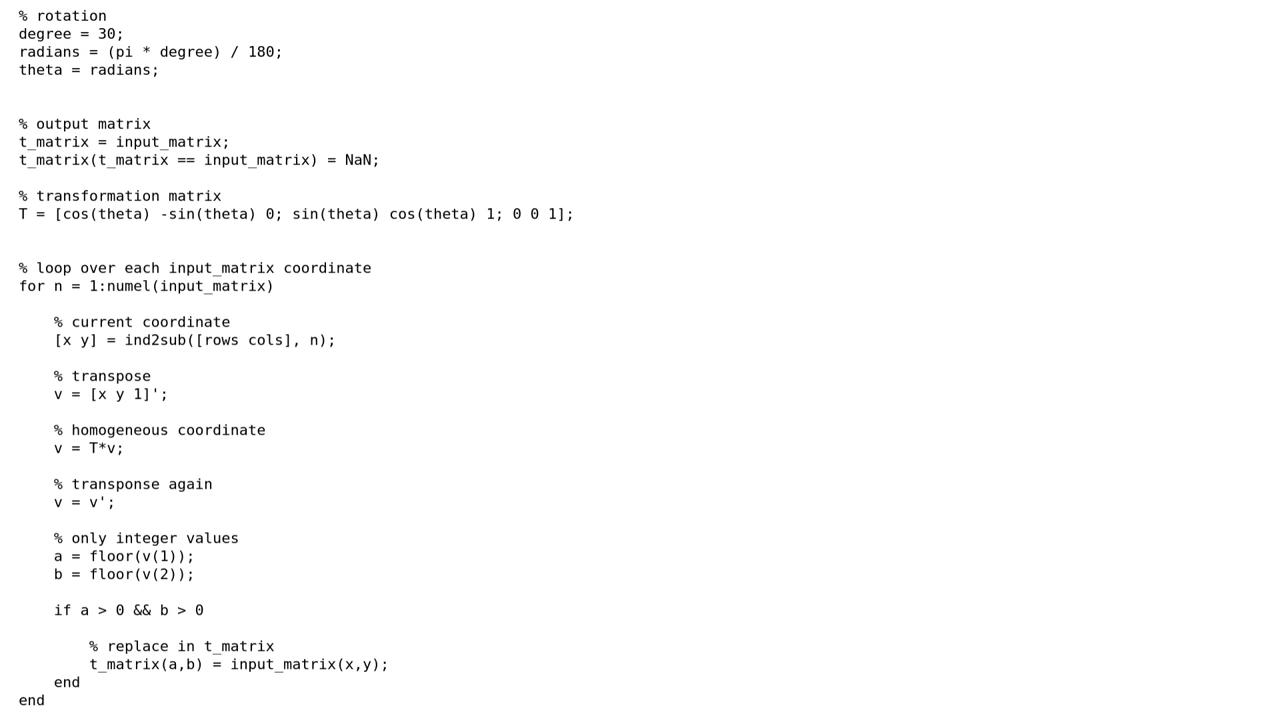 % rotation
degree = 30;
radians = (pi * degree) / 180;
theta = radians;
% output matrix
t_matrix = input_matrix;
t_matrix(t_matrix == input_matrix) = NaN;
% transformation matrix
T = [cos(theta) -sin(theta) 0; sin(theta) cos(theta) 1; 0 0 1];
% loop over each input_matrix coordinate
for n = 1:numel(input_matrix)
    % current coordinate
    [x y] = ind2sub([rows cols], n);
    % transpose
    v = [x y 1]';
    % homogeneous coordinate
    v = T*v;
    % transponse again
    v = v';
    % only integer values
    a = floor(v(1));
    b = floor(v(2));
    if a > 0 && b > 0
        % replace in t_matrix
        t_matrix(a,b) = input_matrix(x,y);
    end
end